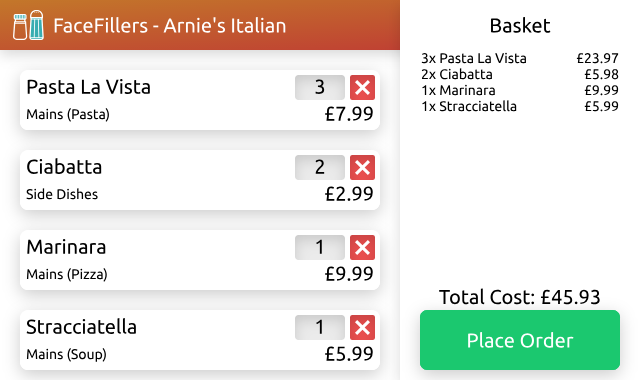 FaceFillers - Arnie's Italian
Pasta La Vista 3
Mains (Pasta) £7.99
Ciabatta 2
Side Dishes £2.99
Marinara 1
Mains (Pizza) £9.99
Stracciatella 1
Mains (Soup) £5.99
Basket
3x Pasta La Vista £23.97
2x Ciabatta £5.98
1x Marinara £9.99
1x Stracciatella £5.99
Total Cost: £45.93
Place Order